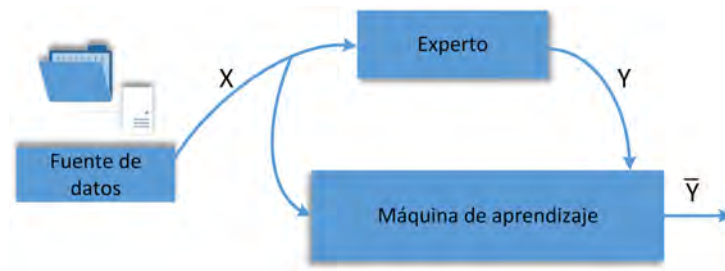 Experto
X
Y
Fuente de
datos
Máquina de aprendizaje
Ȳ